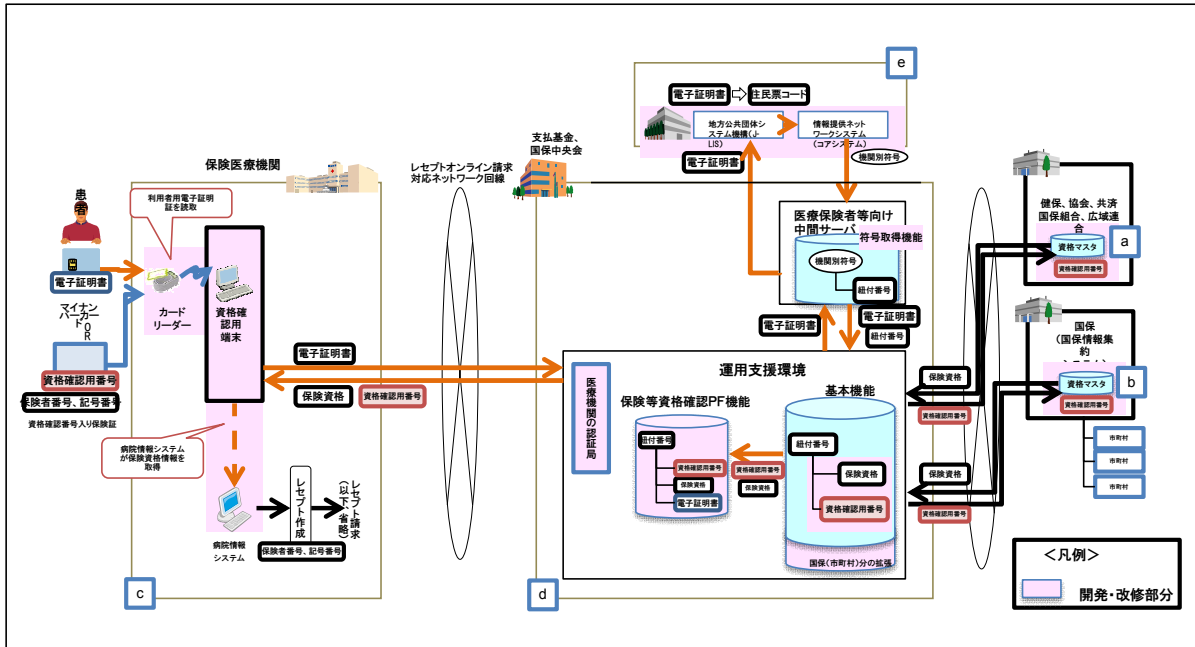 e
電子証明書
住民票コード
地方公共団体シ
ステム機構(J-
LIS)
情報提供ネット
ワークシステム
(コアシステム)
電子証明書
機関別符号
支払基金、
国保中央会
保険医療機関
レセプトオンライン請求
対応ネットワーク回線
患者
利用者用電子証明
証を読取
電子証明書
マイナン
バーカード
OR
カード
リーダー
資格確
認用
端末
資格確認用番号
保険者番号、記号番号
資格確認番号入り保険証
病院情報システム
が保険資格情報を
取得
病院情報
システム
レセプト作成
保険者番号、記号番号
レセプト請求
(以下、省略)
c
電子証明書
保険資格
資格確認用番号
医療保険者等向け
中間サーバ
符号取得機能
機関別符号
紐付番号
電子証明書
電子証明書
紐付番号
運用支援環境
医療機関の認証局
保険等資格確認PF機能
紐付番号
資格確認用番号
保険資格
電子証明書
資格確認用番号
保険資格
基本機能
紐付番号
保険資格
資格確認用番号
国保(市町村)分の拡張
d
保険資格
資格確認用番号
保険資格
資格確認用番号
健保、協会、共済
国保組合、広域連
合
a
資格マスタ
資格確認用番号
国保
(国保情報集
約
システム)
b
資格マスタ
資格確認用番号
市町村
市町村
市町村
<凡例>
開発・改修部分